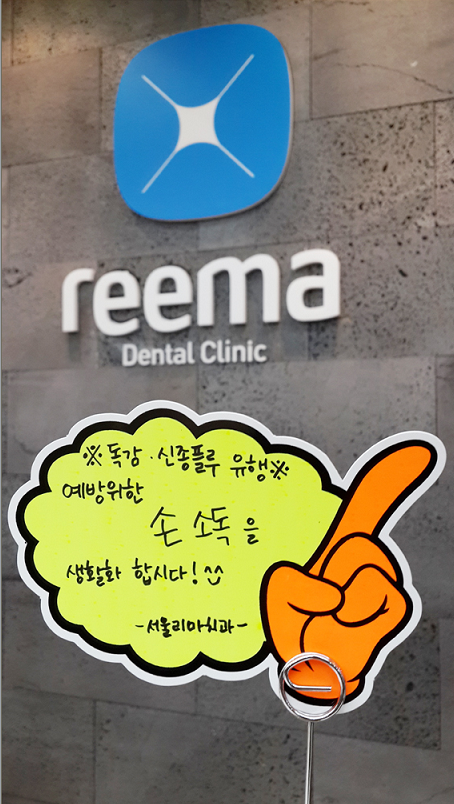 reema
Dental Clinic
※독감·신종플루 유행※
예방위한
손 소독을
생활화 합시다! ^^
-서울리마치과-